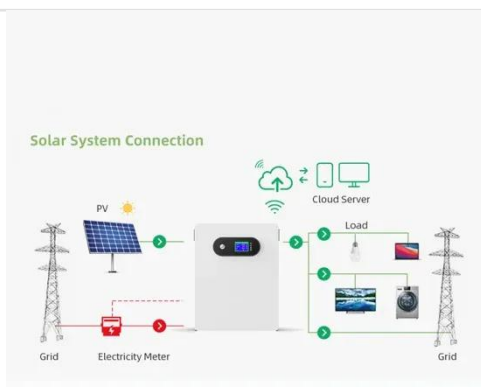 Solar System Connection
Cloud Server
PV
Load
Grid
Electricity Meter
Grid